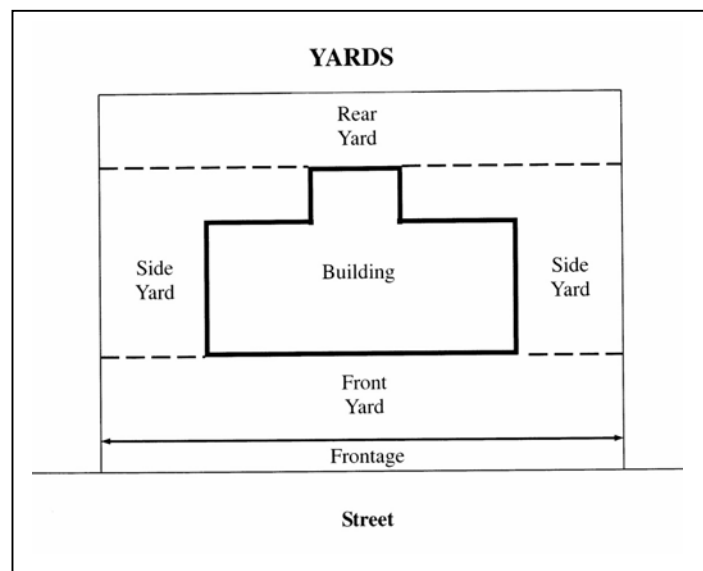 YARDS
Rear
Yard
Side
Yard
Building
Side
Yard
Front
Yard
Frontage
Street